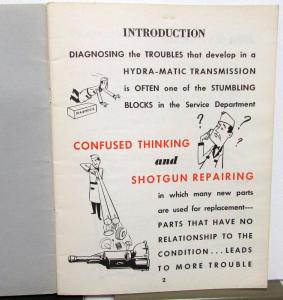 INTRODUCTION
DIAGNOSING the TROUBLES that develop in a
HYDRA-MATIC TRANSMISSION
is OFTEN one of the STUMBLING
BLOCKS in the Service Department
? ? ?
CONFUSED THINKING
and
SHOTGUN REPAIRING
in which many new parts
are used for replacement—
PARTS THAT HAVE NO
RELATIONSHIP TO THE
CONDITION . . . LEADS
TO MORE TROUBLE
2